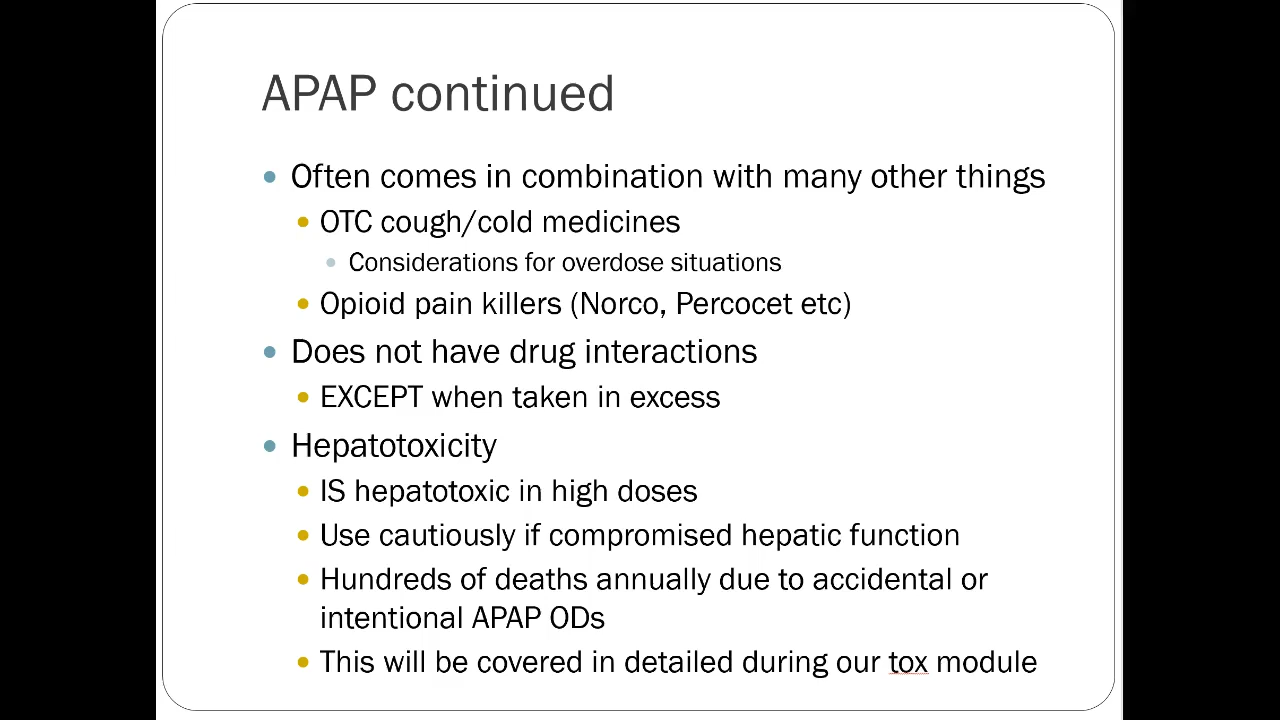 APAP continued
Often comes in combination with many other things
OTC cough/cold medicines
Considerations for overdose situations
Opioid pain killers (Norco, Percocet etc)
Does not have drug interactions
EXCEPT when taken in excess
Hepatotoxicity
IS hepatotoxic in high doses
Use cautiously if compromised hepatic function
Hundreds of deaths annually due to accidental or
intentional APAP ODs
This will be covered in detailed during our tox module